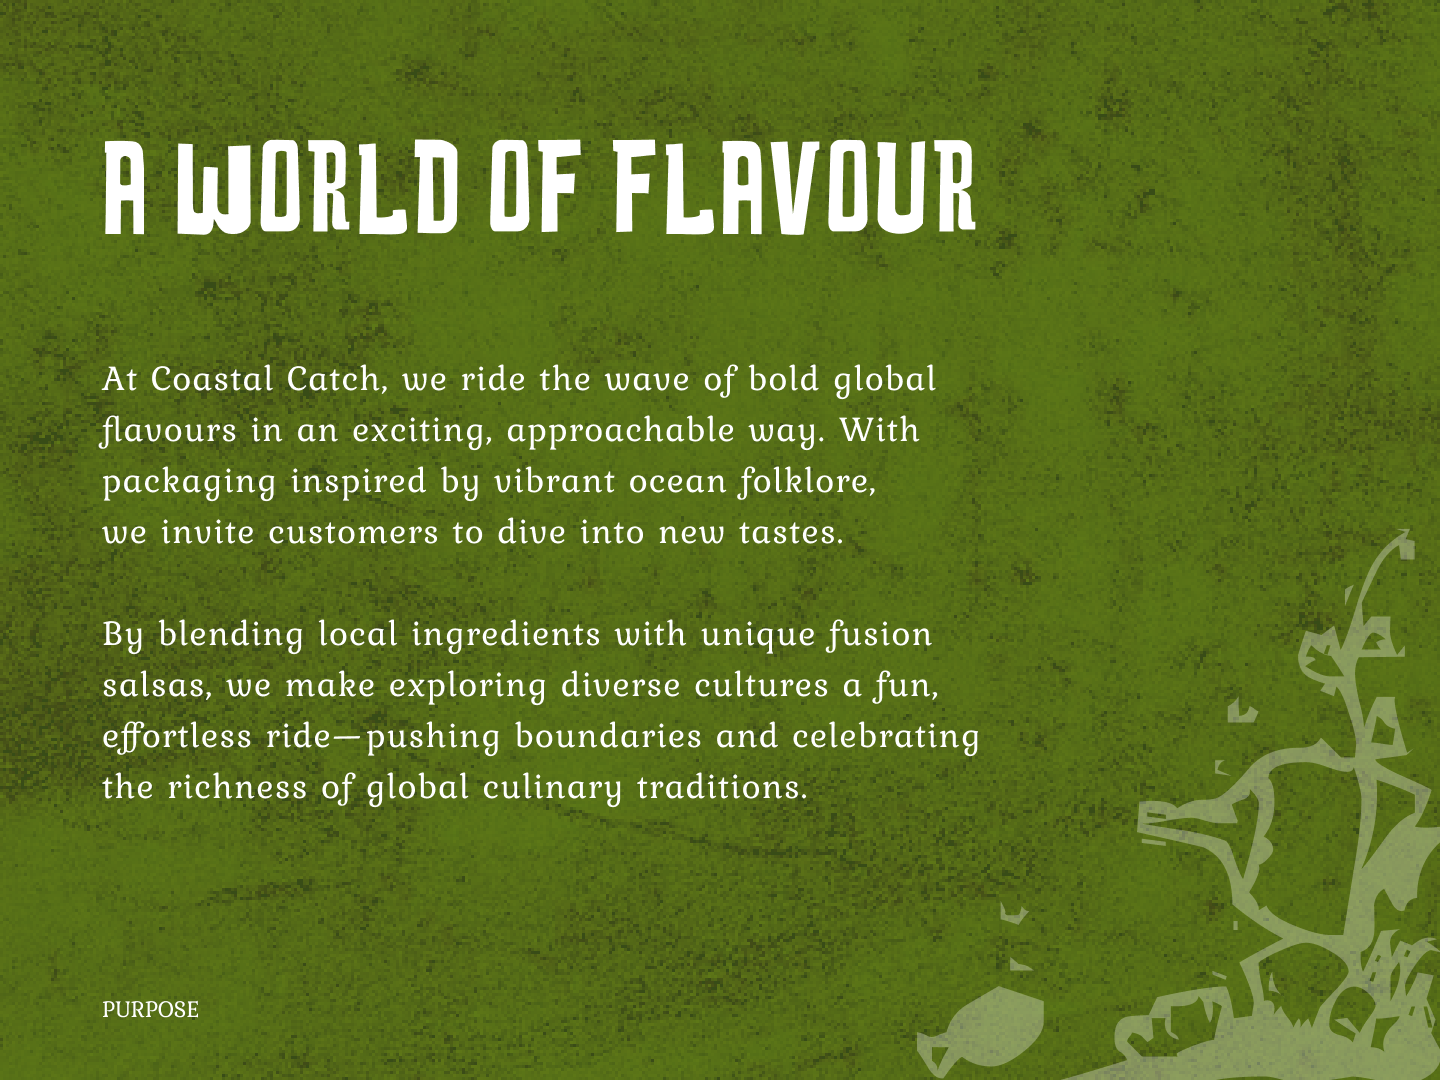 A WORLD OF FLAVOUR
At Coastal Catch, we ride the wave of bold global
flavours in an exciting, approachable way. With
packaging inspired by vibrant ocean folklore,
we invite customers to dive into new tastes.
By blending local ingredients with unique fusion
salsas, we make exploring diverse cultures a fun,
effortless ride—pushing boundaries and celebrating
the richness of global culinary traditions.
PURPOSE